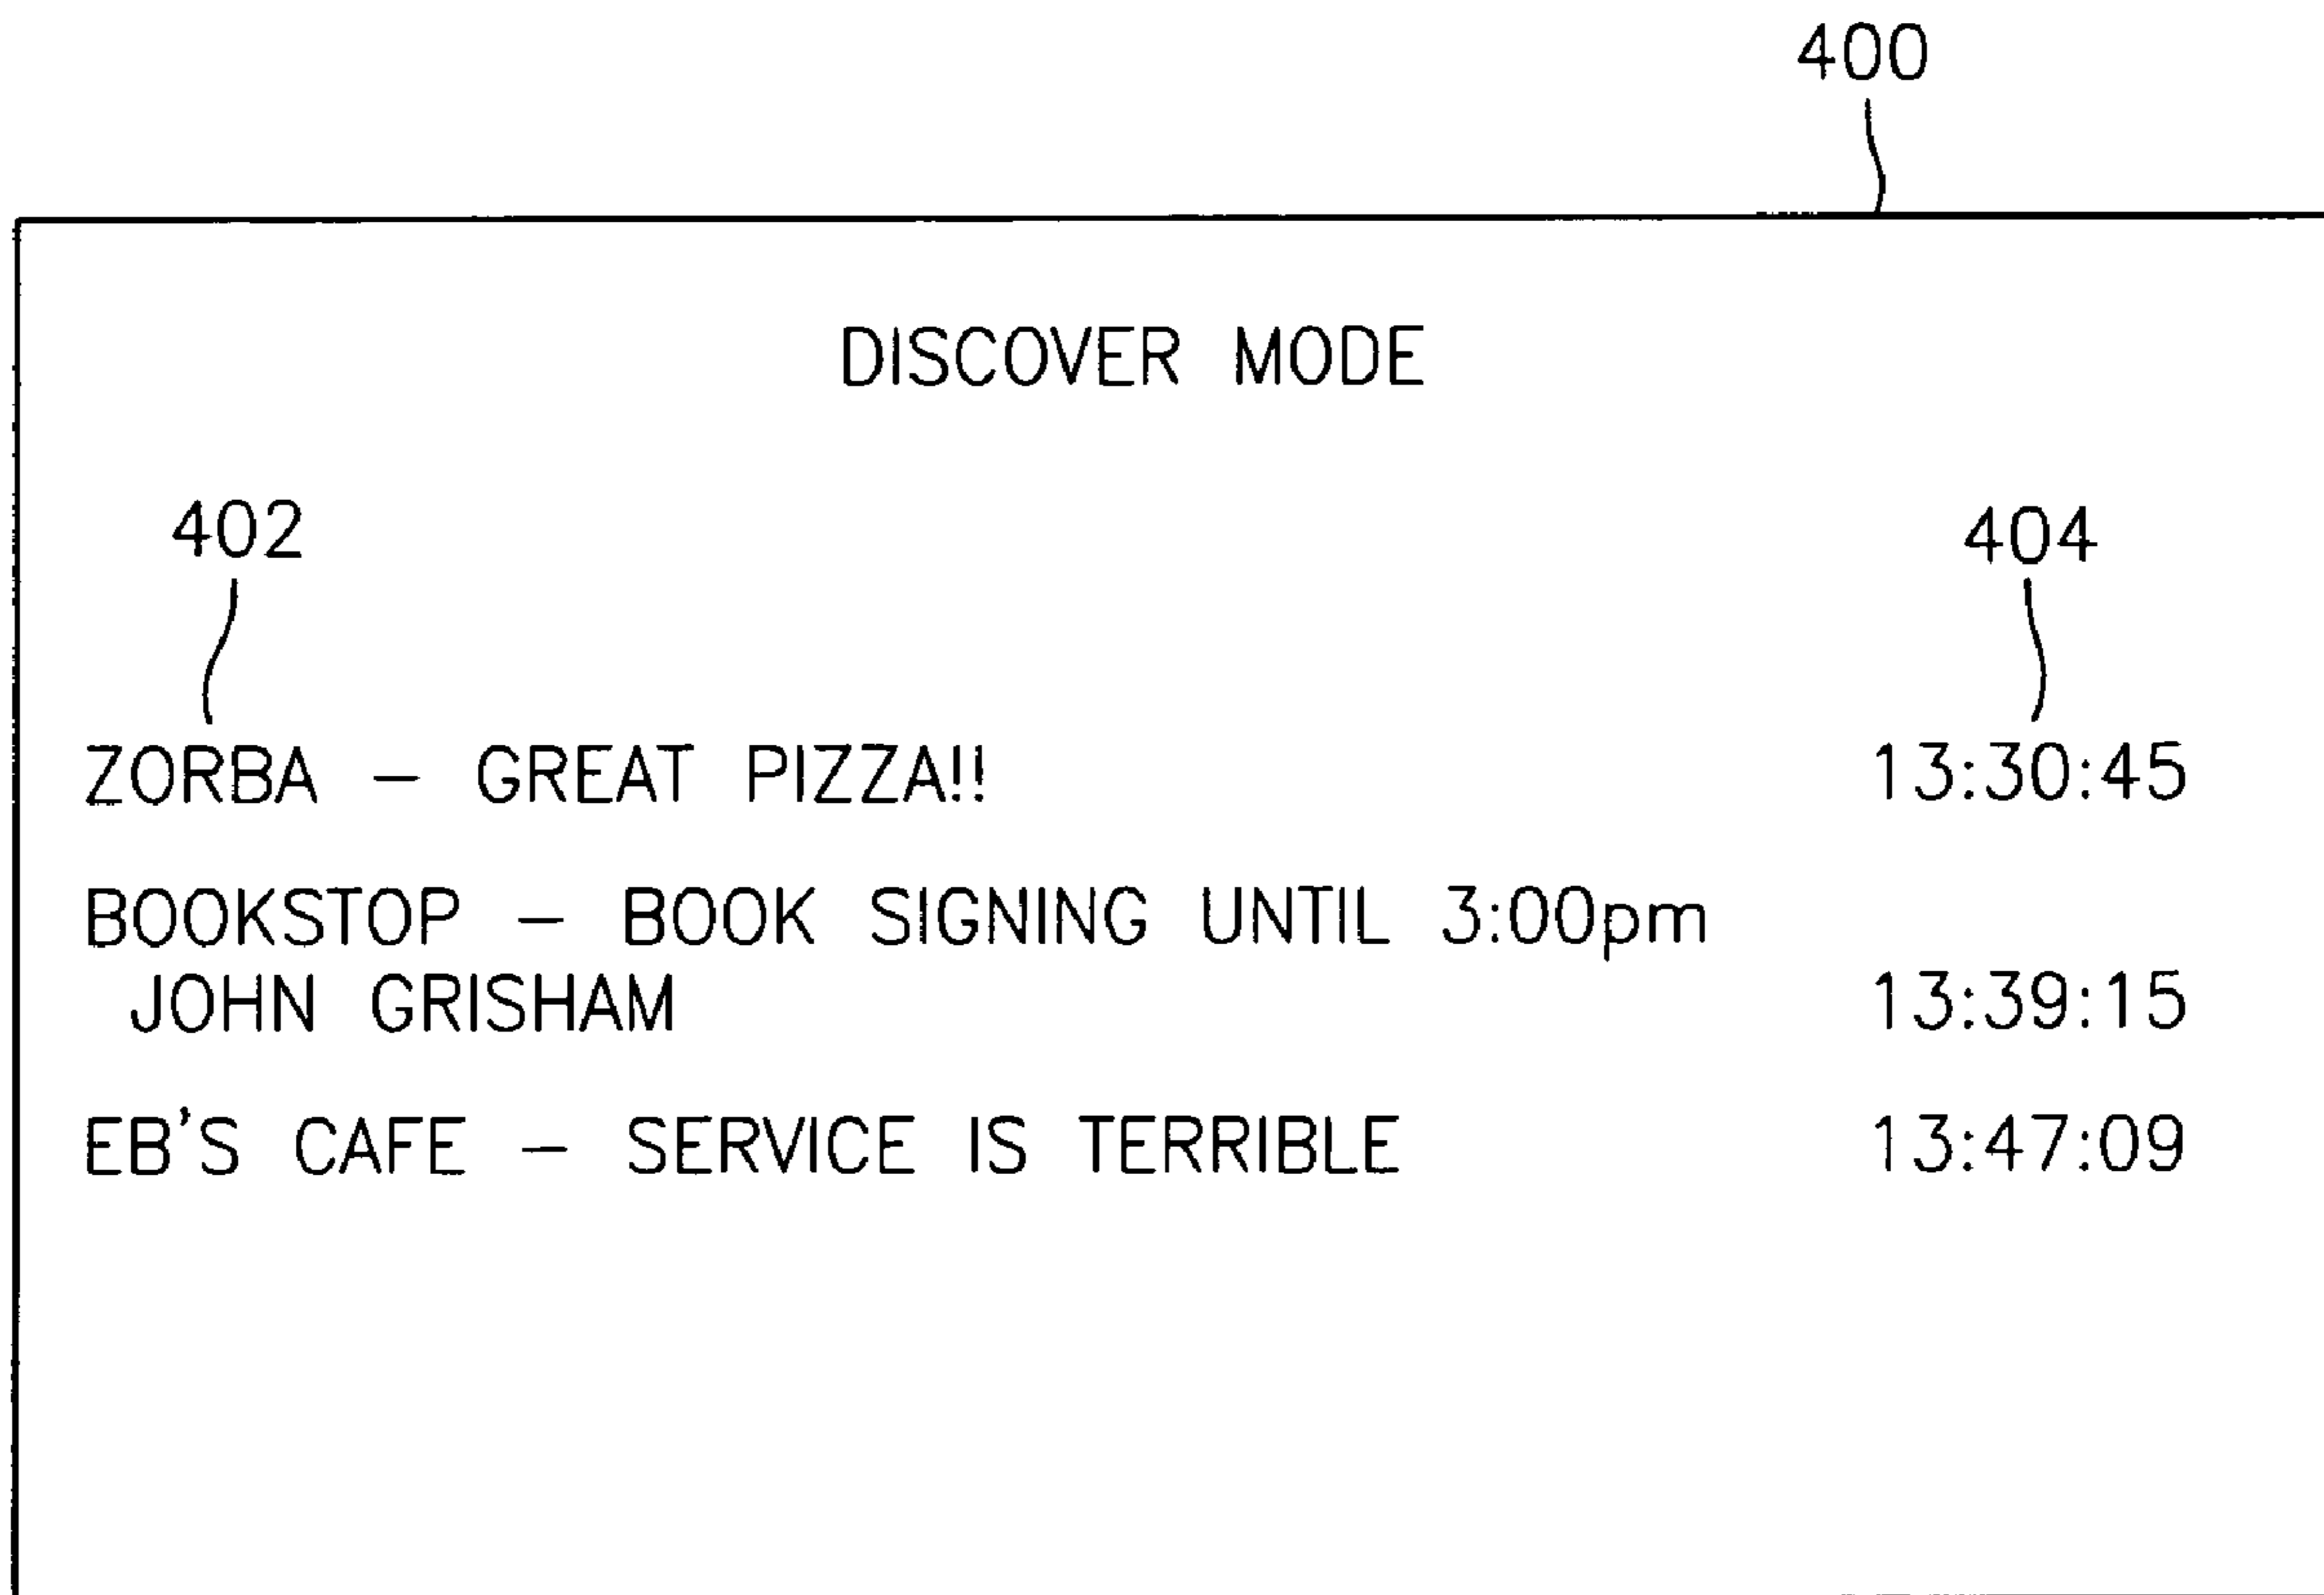 400
DISCOVER MODE
402
404
ZORBA – GREAT PIZZA!! 13:30:45
BOOKSTOP – BOOK SIGNING UNTIL 3:00pm
JOHN GRISHAM 13:39:15
EB'S CAFE – SERVICE IS TERRIBLE 13:47:09